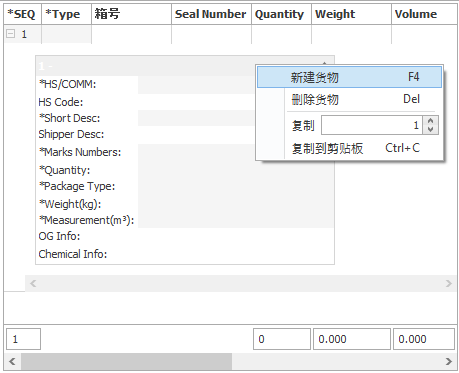 *SEQ *Type 箱号 Seal Number Quantity Weight Volume
1
1 -
新建货物 F4
*HS/COMM:
删除货物 Del
HS Code:
*Short Desc:
复制 1
Shipper Desc:
复制到剪贴板 Ctrl+C
*Marks Numbers:
*Quantity:
*Package Type:
*Weight(kg):
*Measurement(m³):
OG Info:
Chemical Info:
1 0 0.000 0.000